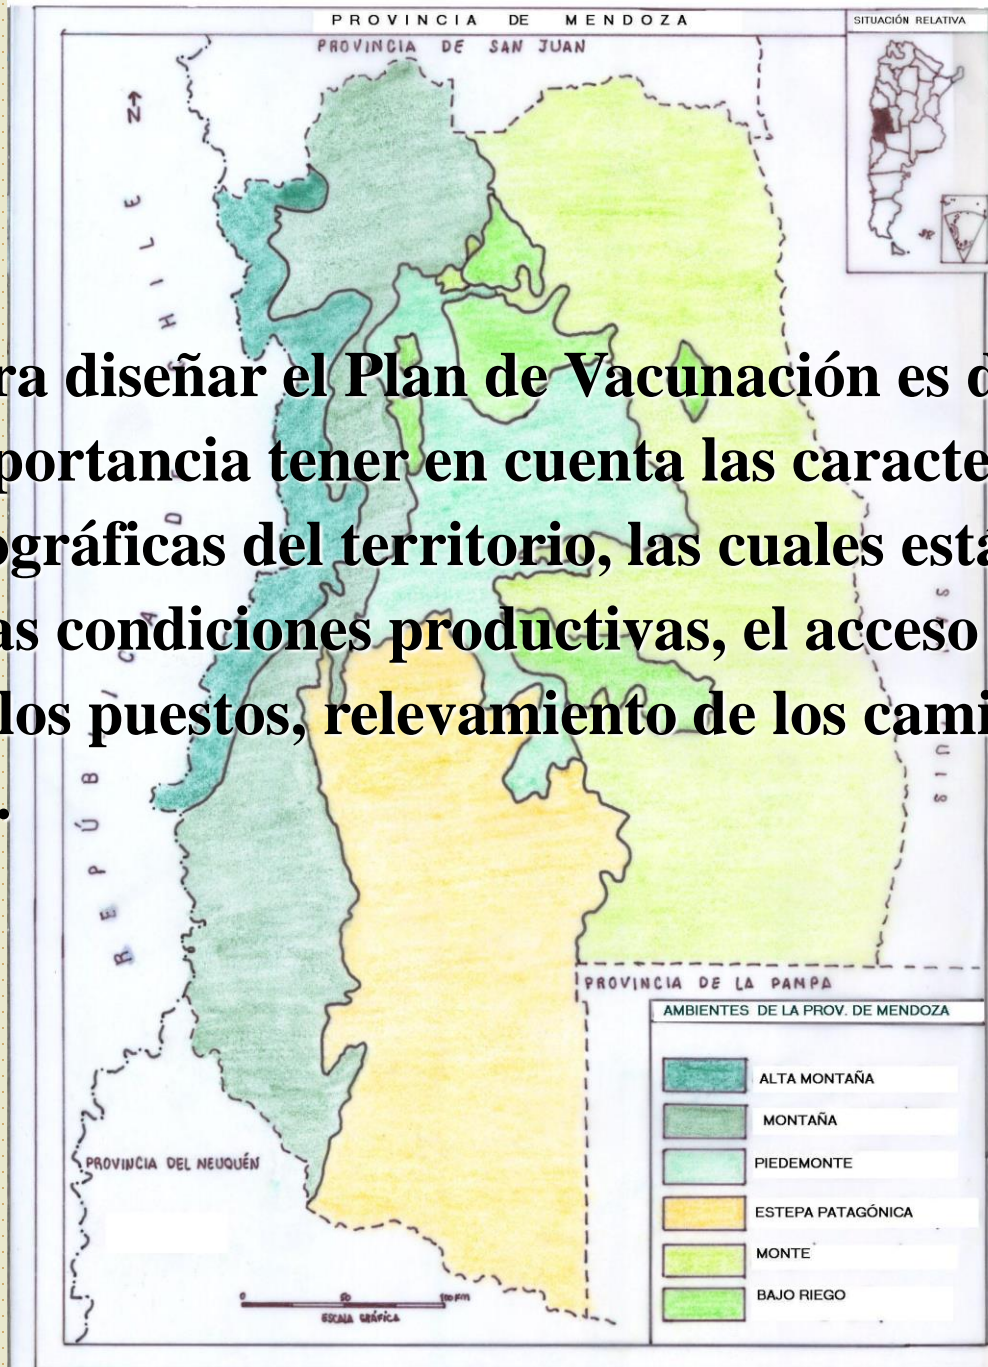 PROVINCIA DE MENDOZA
SITUACIÓN RELATIVA
PROVINCIA DE SAN JUAN
N
REPÚBLICA DE CHILE
ra diseñar el Plan de Vacunación es d
portancia tener en cuenta las caracte
ográficas del territorio, las cuales está
as condiciones productivas, el acceso
los puestos, relevamiento de los cami
.
PROVINCIA DE LA PAMPA
AMBIENTES DE LA PROV. DE MENDOZA
ALTA MONTAÑA
MONTAÑA
PIEDEMONTE
ESTEPA PATAGÓNICA
MONTE
BAJO RIEGO
PROVINCIA DEL NEUQUÉN
0 50 100 Km
ESCALA GRÁFICA